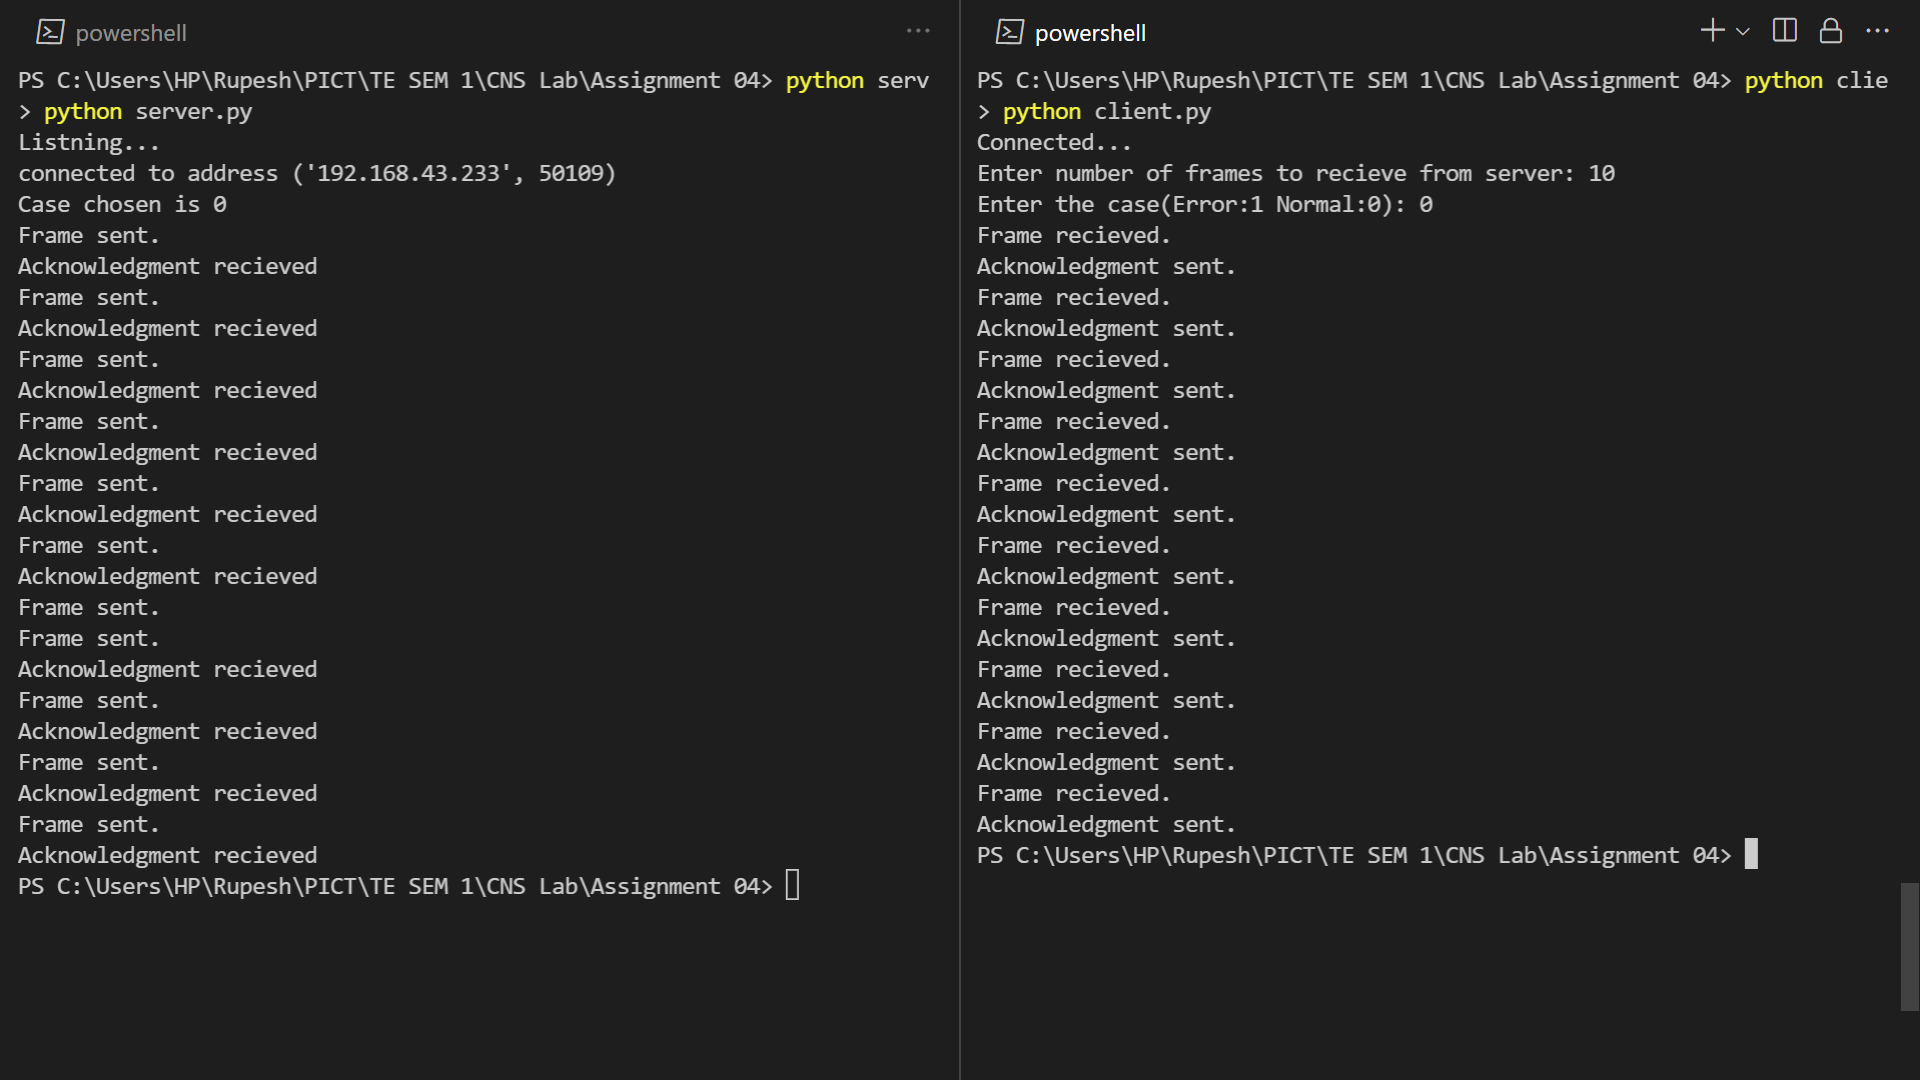 powershell
PS C:\Users\HP\Rupesh\PICT\TE SEM 1\CNS Lab\Assignment 04> python serv
> python server.py
Listning...
connected to address ('192.168.43.233', 50109)
Case chosen is 0
Frame sent.
Acknowledgment recieved
Frame sent.
Acknowledgment recieved
Frame sent.
Acknowledgment recieved
Frame sent.
Acknowledgment recieved
Frame sent.
Acknowledgment recieved
Frame sent.
Acknowledgment recieved
Frame sent.
Frame sent.
Acknowledgment recieved
Frame sent.
Acknowledgment recieved
Frame sent.
Acknowledgment recieved
Frame sent.
Acknowledgment recieved
PS C:\Users\HP\Rupesh\PICT\TE SEM 1\CNS Lab\Assignment 04>
powershell
PS C:\Users\HP\Rupesh\PICT\TE SEM 1\CNS Lab\Assignment 04> python clie
> python client.py
Connected...
Enter number of frames to recieve from server: 10
Enter the case(Error:1 Normal:0): 0
Frame recieved.
Acknowledgment sent.
Frame recieved.
Acknowledgment sent.
Frame recieved.
Acknowledgment sent.
Frame recieved.
Acknowledgment sent.
Frame recieved.
Acknowledgment sent.
Frame recieved.
Acknowledgment sent.
Frame recieved.
Acknowledgment sent.
Frame recieved.
Acknowledgment sent.
Frame recieved.
Acknowledgment sent.
Frame recieved.
Acknowledgment sent.
PS C:\Users\HP\Rupesh\PICT\TE SEM 1\CNS Lab\Assignment 04>